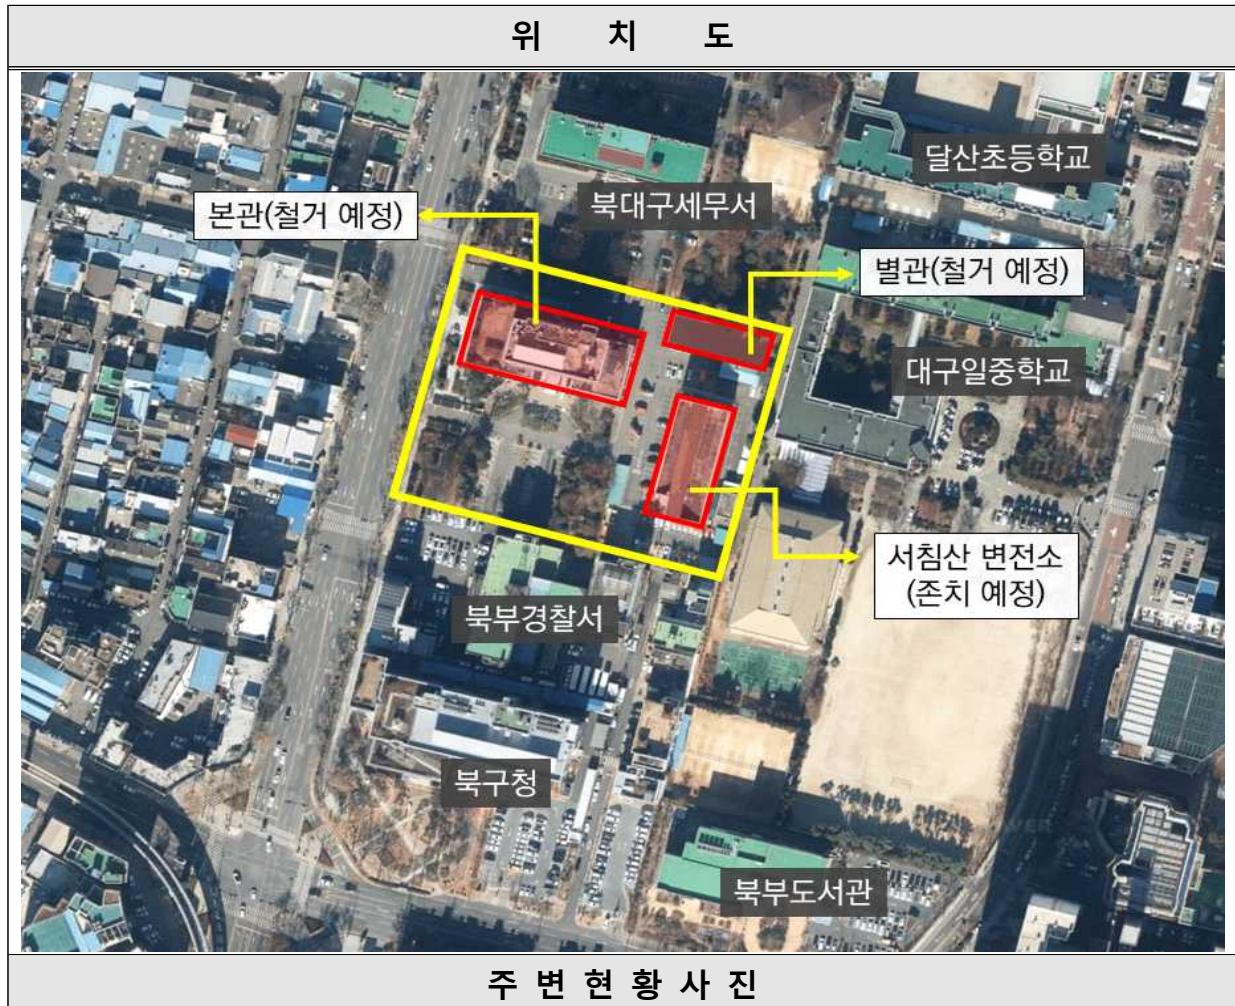 위 치 도
달산초등학교
북대구세무서
본관(철거 예정)
별관(철거 예정)
대구일중학교
서침산 변전소
(존치 예정)
북부경찰서
북구청
북부도서관
주 변 현 황 사 진